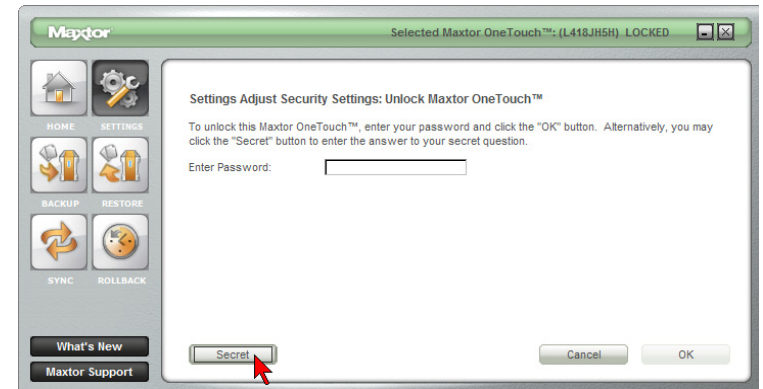 Maxtor
Selected Maxtor OneTouch™: (L418JH5H) LOCKED
HOME SETTINGS
BACKUP RESTORE
SYNC ROLLBACK
What's New
Maxtor Support
Settings Adjust Security Settings: Unlock Maxtor OneTouch™
To unlock this Maxtor OneTouch™, enter your password and click the "OK" button. Alternatively, you may
click the "Secret" button to enter the answer to your secret question.
Enter Password:
Secret
Cancel
OK